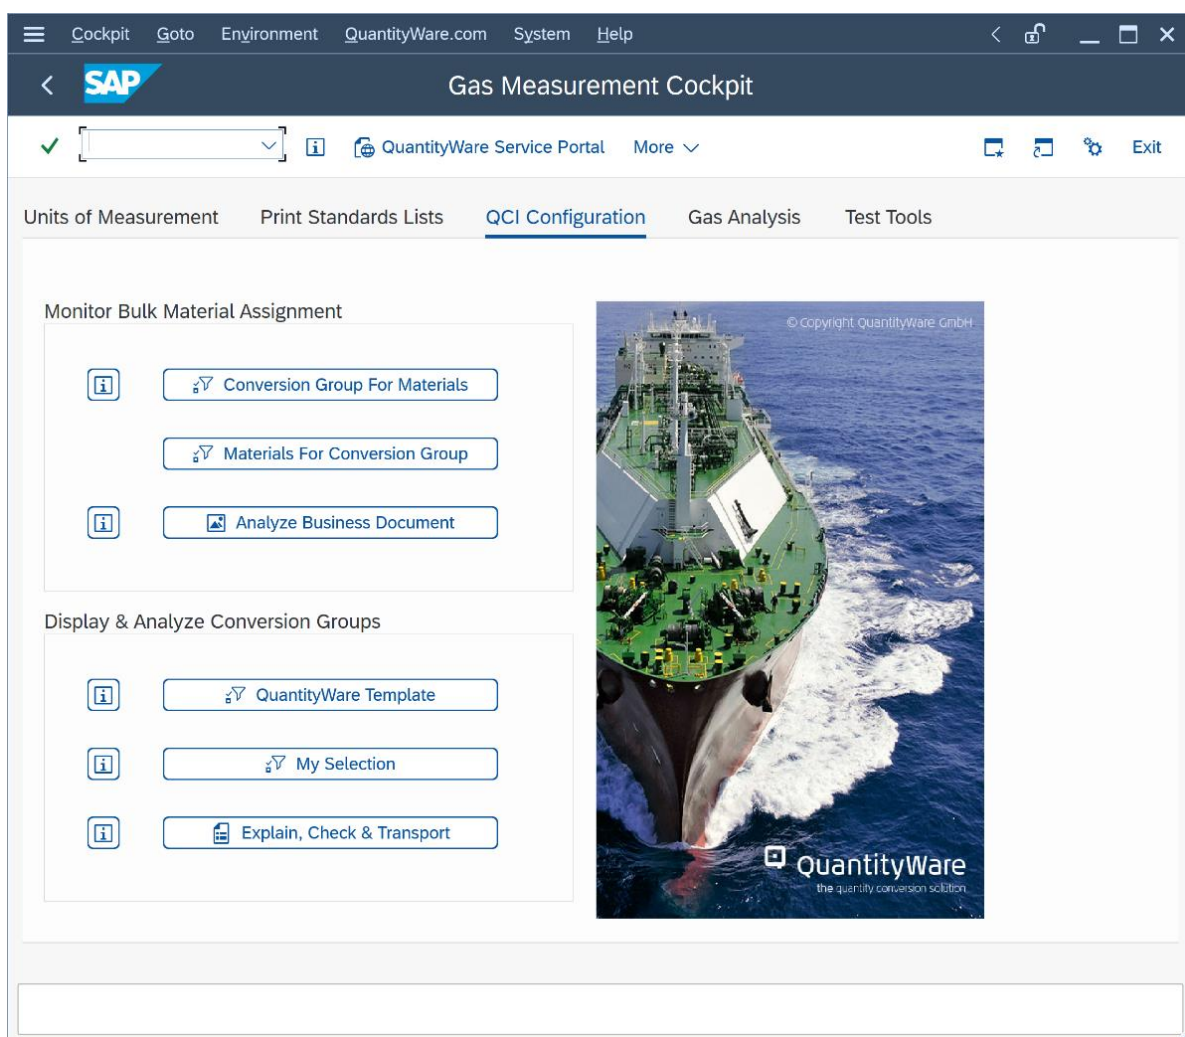 Cockpit Goto Environment QuantityWare.com System Help
SAP Gas Measurement Cockpit
QuantityWare Service Portal More Exit
Units of Measurement Print Standards Lists QCI Configuration Gas Analysis Test Tools
Monitor Bulk Material Assignment
© Copyright QuantityWare GmbH
Conversion Group For Materials
Materials For Conversion Group
Analyze Business Document
Display & Analyze Conversion Groups
QuantityWare Template
My Selection
Explain, Check & Transport
QuantityWare
the quantity conversion solution